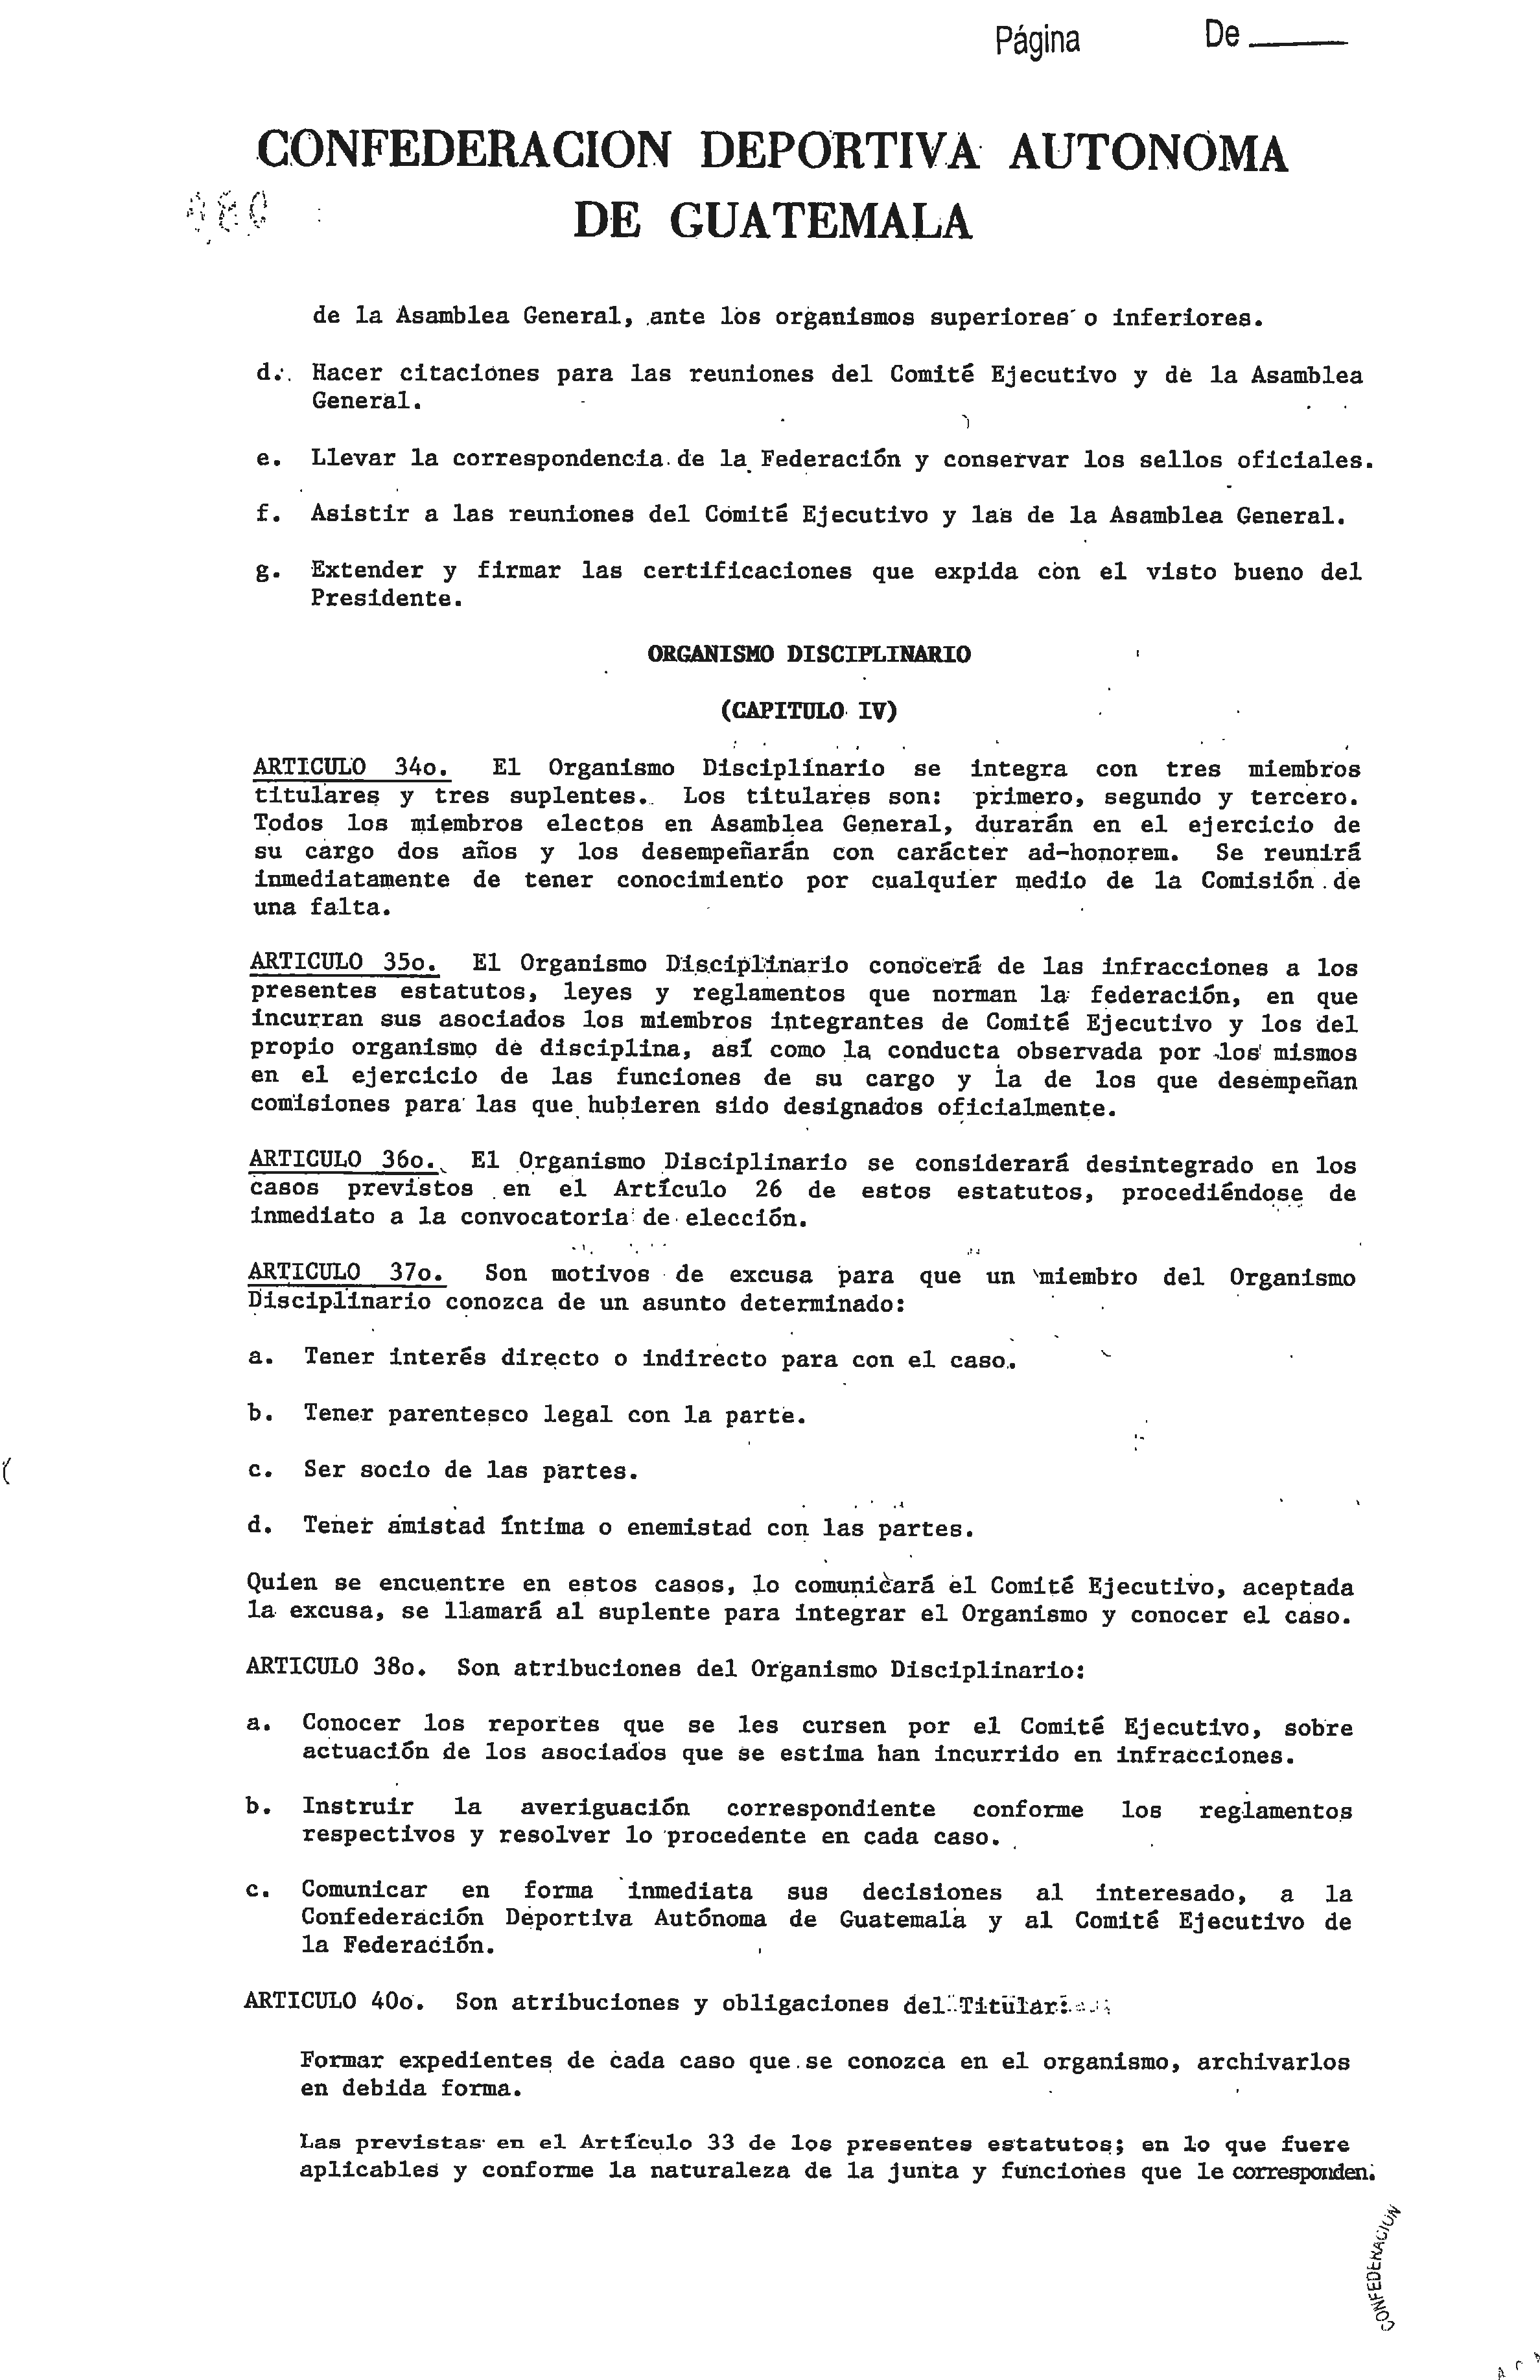 Página De
CONFEDERACION DEPORTIVA AUTONOMA
DE GUATEMALA
de la Asamblea General, ante los organismos superiores o inferiores.
d. Hacer citaciones para las reuniones del Comité Ejecutivo y de la Asamblea
General.
e. Llevar la correspondencia de la Federación y conservar los sellos oficiales.
f. Asistir a las reuniones del Comité Ejecutivo y las de la Asamblea General.
g. Extender y firmar las certificaciones que expida con el visto bueno del
Presidente.
ORGANISMO DISCIPLINARIO
(CAPITULO IV)
ARTICULO 34o. El Organismo Disciplinario se integra con tres miembros
titulares y tres suplentes. Los titulares son: primero, segundo y tercero.
Todos los miembros electos en Asamblea General, durarán en el ejercicio de
su cargo dos años y los desempeñarán con carácter ad-honorem. Se reunirá
inmediatamente de tener conocimiento por cualquier medio de la Comisión de
una falta.
ARTICULO 35o. El Organismo Disciplinario conocerá de las infracciones a los
presentes estatutos, leyes y reglamentos que norman la federación, en que
incurran sus asociados los miembros integrantes de Comité Ejecutivo y los del
propio organismo de disciplina, así como la conducta observada por los mismos
en el ejercicio de las funciones de su cargo y la de los que desempeñan
comisiones para las que hubieren sido designados oficialmente.
ARTICULO 36o. El Organismo Disciplinario se considerará desintegrado en los
casos previstos en el Artículo 26 de estos estatutos, procediéndose de
inmediato a la convocatoria de elección.
ARTICULO 37o. Son motivos de excusa para que un miembro del Organismo
Disciplinario conozca de un asunto determinado:
a. Tener interés directo o indirecto para con el caso.
b. Tener parentesco legal con la parte.
c. Ser socio de las partes.
d. Tener amistad íntima o enemistad con las partes.
Quien se encuentre en estos casos, lo comunicará el Comité Ejecutivo, aceptada
la excusa, se llamará al suplente para integrar el Organismo y conocer el caso.
ARTICULO 38o. Son atribuciones del Organismo Disciplinario:
a. Conocer los reportes que se les cursen por el Comité Ejecutivo, sobre
actuación de los asociados que se estima han incurrido en infracciones.
b. Instruir la averiguación correspondiente conforme los reglamentos
respectivos y resolver lo procedente en cada caso.
c. Comunicar en forma inmediata sus decisiones al interesado, a la
Confederación Deportiva Autónoma de Guatemala y al Comité Ejecutivo de
la Federación.
ARTICULO 40o. Son atribuciones y obligaciones del Titular:
Formar expedientes de cada caso que se conozca en el organismo, archivarlos
en debida forma.
Las previstas en el Artículo 33 de los presentes estatutos; en lo que fuere
aplicables y conforme la naturaleza de la junta y funciones que le corresponden.
CONFEDERACION